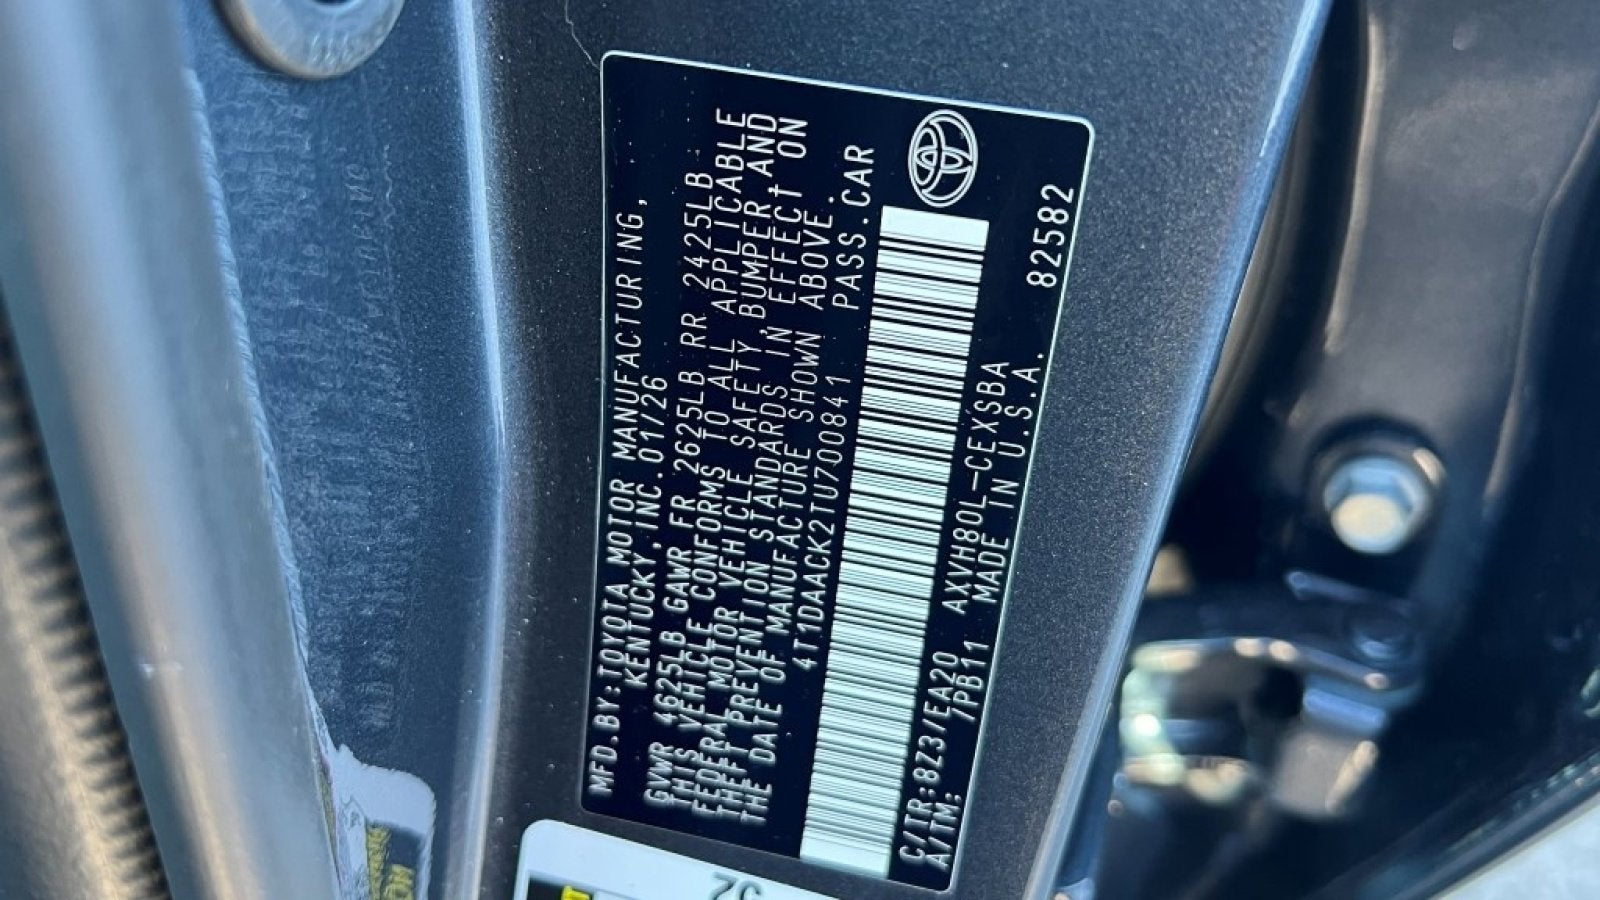 MFD.BY:TOYOTA MOTOR MANUFACTURING,
KENTUCKY,INC.01/26
GVWR 4625LB GAWR FR 2625LB RR 2425LB
THIS VEHICLE CONFORMS TO ALL APPLICABLE
FEDERAL MOTOR VEHICLE SAFETY,BUMPER AND
THEFT PREVENTION STANDARDS IN EFFECT ON
THE DATE OF MANUFACTURE SHOWN ABOVE.
4T1DAACK2TU700841 PASS.CAR
C/TR:8Z3/EA20 AXVH80L-CEXSBA
A/TM: 7PB11 MADE IN U.S.A.
82582